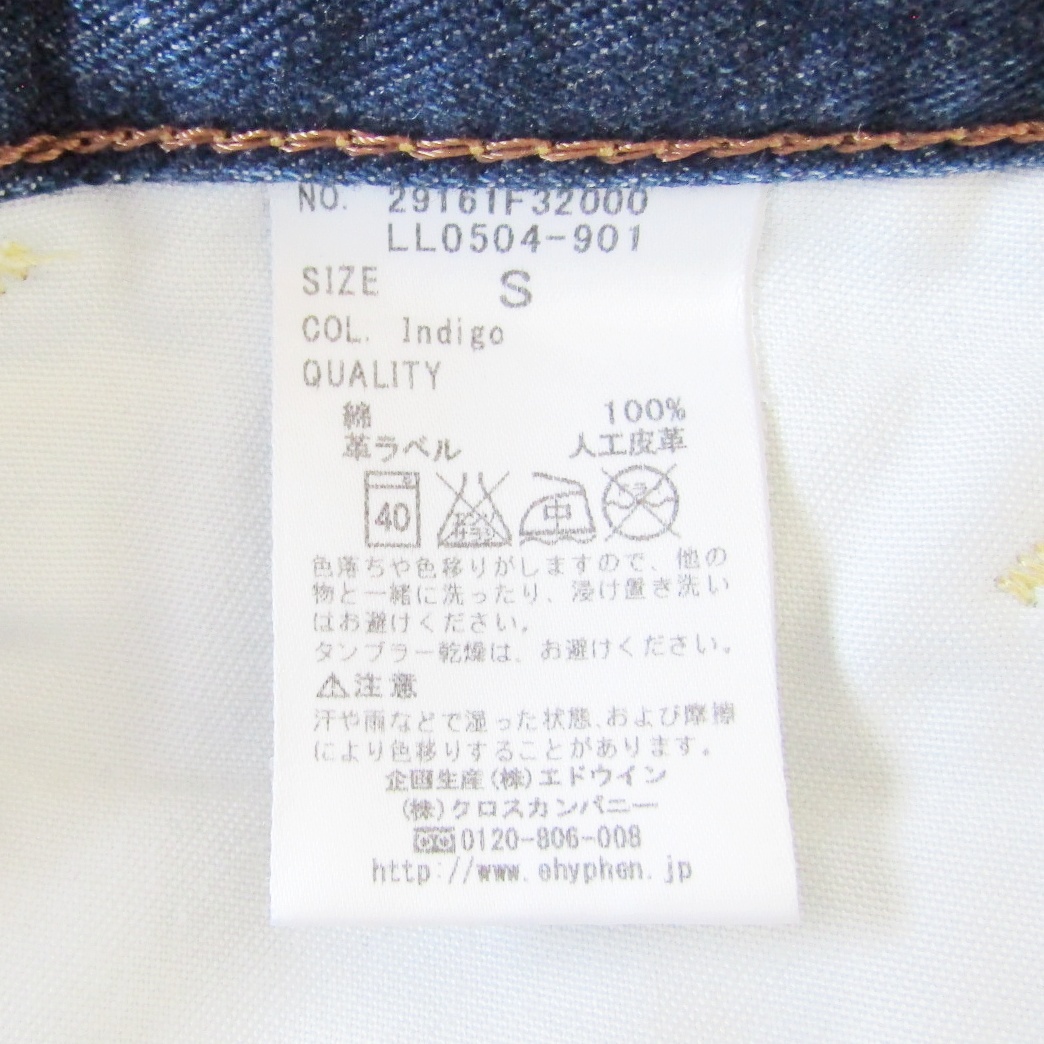 NO. 29161F32000
LL0504-901
SIZE S
COL. Indigo
QUALITY
綿 100%
革ラベル 人工皮革
40 中
色落ちや色移りがしますので、他の
物と一緒に洗ったり、浸け置き洗い
はお避けください。
タンブラー乾燥は、お避けください。
⚠注意
汗や雨などで湿った状態、および摩擦
により色移りすることがあります。
企画生産(株)エドウイン
(株)クロスカンパニー
0120-806-008
http://www.ehyphen.jp